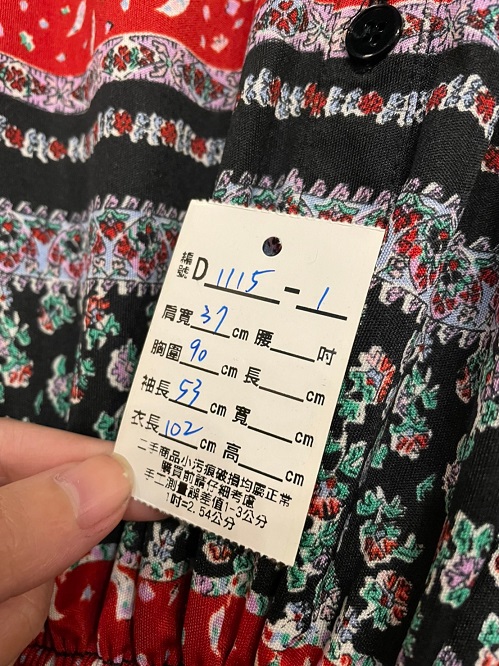 編號 D 1115 - 1
肩寬 37 cm 腰 吋
胸圍 90 cm 長 cm
袖長 53 cm 寬 cm
衣長 102 cm 高 cm
二手商品小污痕破損均屬正常
購買前請仔細考慮
手工測量誤差值1-3公分
1吋=2.54公分